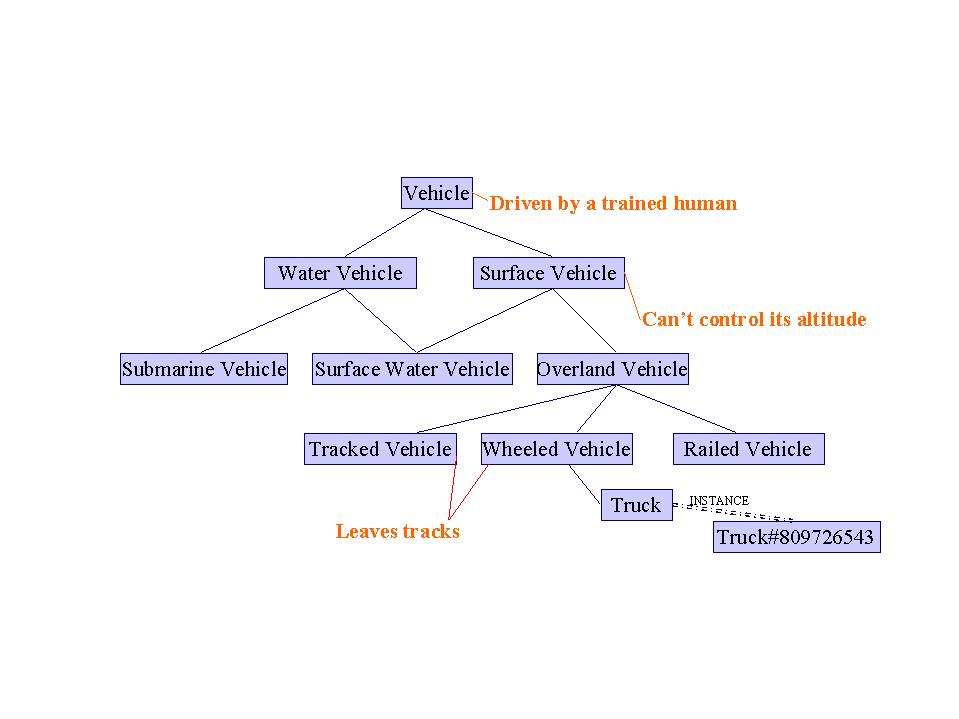 Vehicle
Driven by a trained human
Water Vehicle
Surface Vehicle
Can't control its altitude
Submarine Vehicle
Surface Water Vehicle
Overland Vehicle
Tracked Vehicle
Wheeled Vehicle
Railed Vehicle
Truck
INSTANCE
Leaves tracks
Truck#809726543